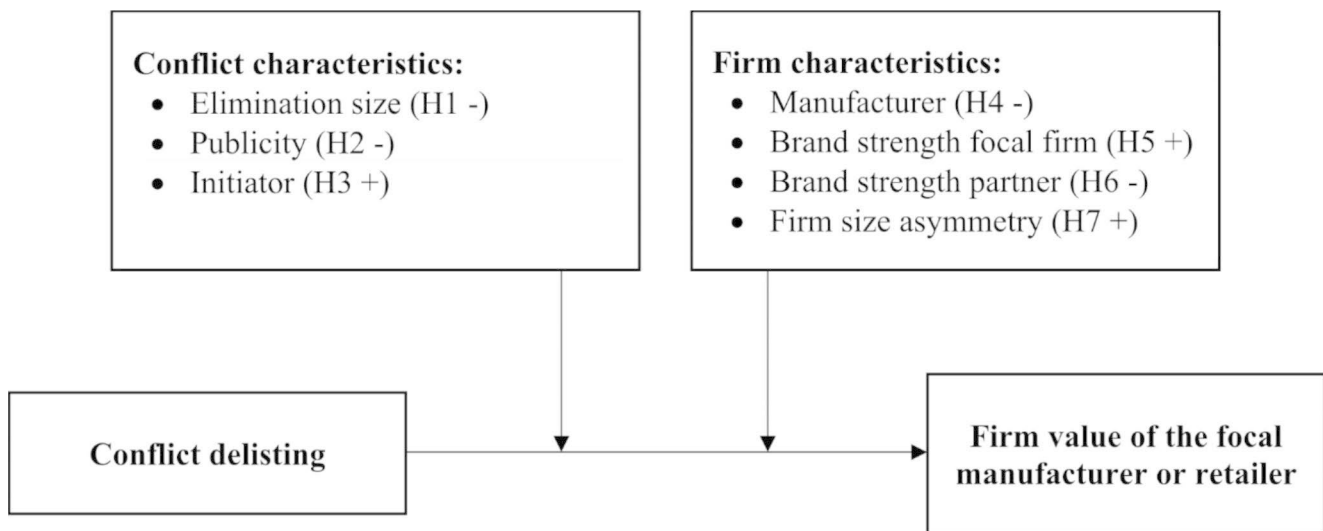 Conflict characteristics:
• Elimination size (H1 -)
• Publicity (H2 -)
• Initiator (H3 +)
Firm characteristics:
• Manufacturer (H4 -)
• Brand strength focal firm (H5 +)
• Brand strength partner (H6 -)
• Firm size asymmetry (H7 +)
Conflict delisting
Firm value of the focal
manufacturer or retailer